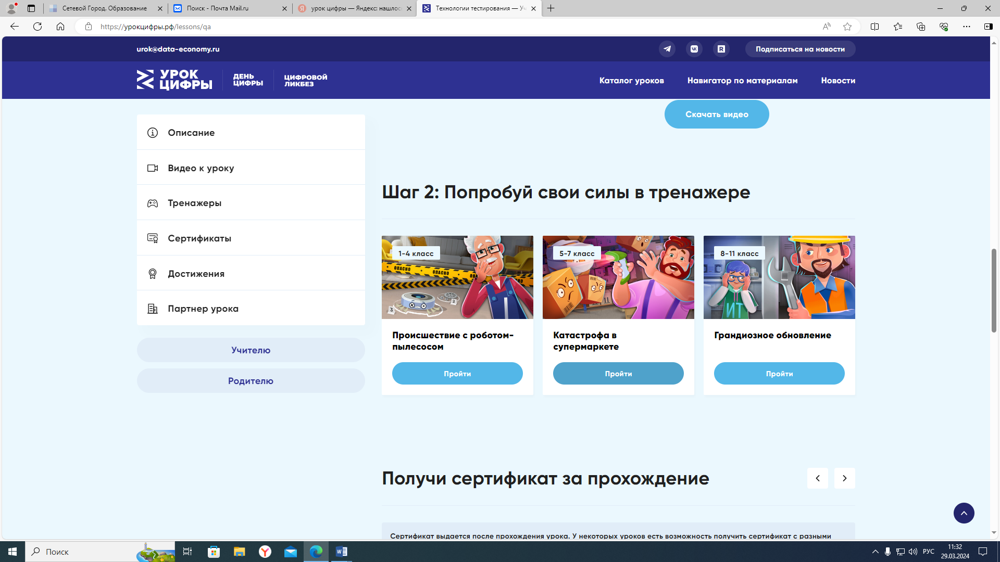 Сетевой Город. Образование
Поиск - Почта Mail.ru
урок цифры — Яндекс: нашлос
Технологии тестирования — Уч
https://урокцифры.рф/lessons/qa
urok@data-economy.ru
Подписаться на новости
УРОК
ЦИФРЫ
ДЕНЬ
ЦИФРЫ
ЦИФРОВОЙ
ЛИКБЕЗ
Каталог уроков
Навигатор по материалам
Новости
Скачать видео
Описание
Видео к уроку
Тренажеры
Сертификаты
Достижения
Партнер урока
Учителю
Родителю
Шаг 2: Попробуй свои силы в тренажере
1-4 класс
ОПАСНО
ОПАСНО
3
2
Происшествие с роботом-
пылесосом
Пройти
5-7 класс
Катастрофа в
супермаркете
Пройти
8-11 класс
ИТ
Грандиозное обновление
Пройти
Получи сертификат за прохождение
Сертификат выдается после прохождения урока. У некоторых уроков есть возможность получить сертификат с разными
Поиск
РУС
11:32
29.03.2024